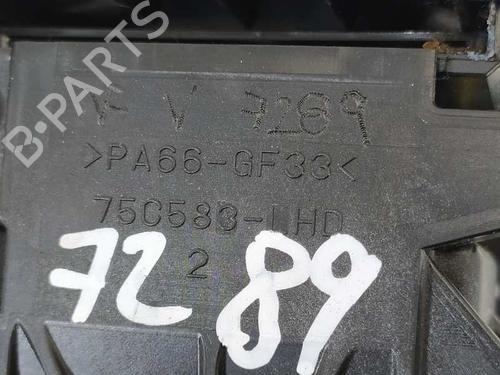 V V 7289
>PA66-GF33<
75C583-LHD
2
72 89
B-PARTS